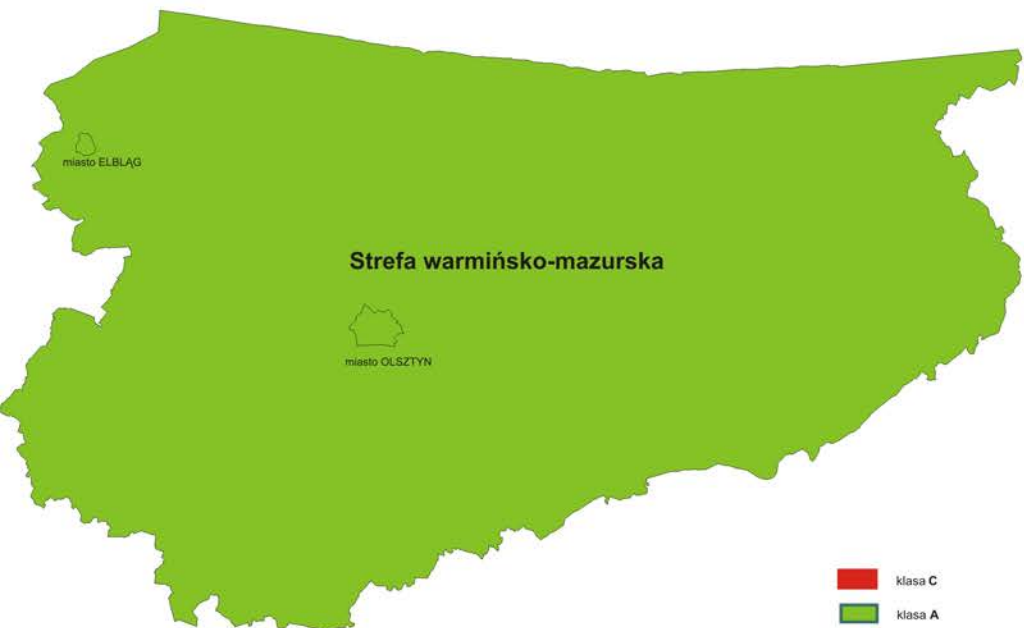 miasto ELBLĄG
Strefa warmińsko-mazurska
miasto OLSZTYN
klasa C
klasa A